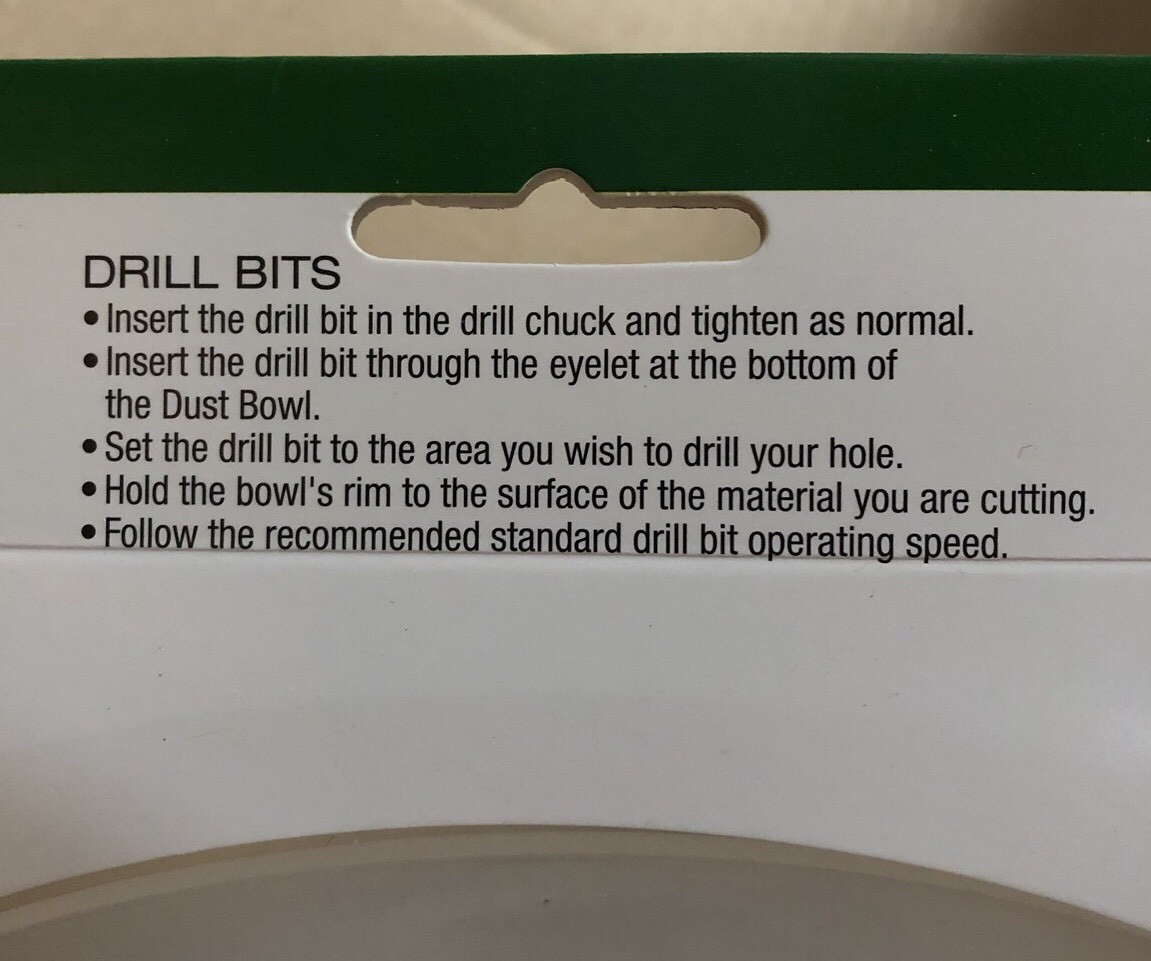 DRILL BITS
• Insert the drill bit in the drill chuck and tighten as normal.
• Insert the drill bit through the eyelet at the bottom of
the Dust Bowl.
• Set the drill bit to the area you wish to drill your hole.
• Hold the bowl's rim to the surface of the material you are cutting.
• Follow the recommended standard drill bit operating speed.